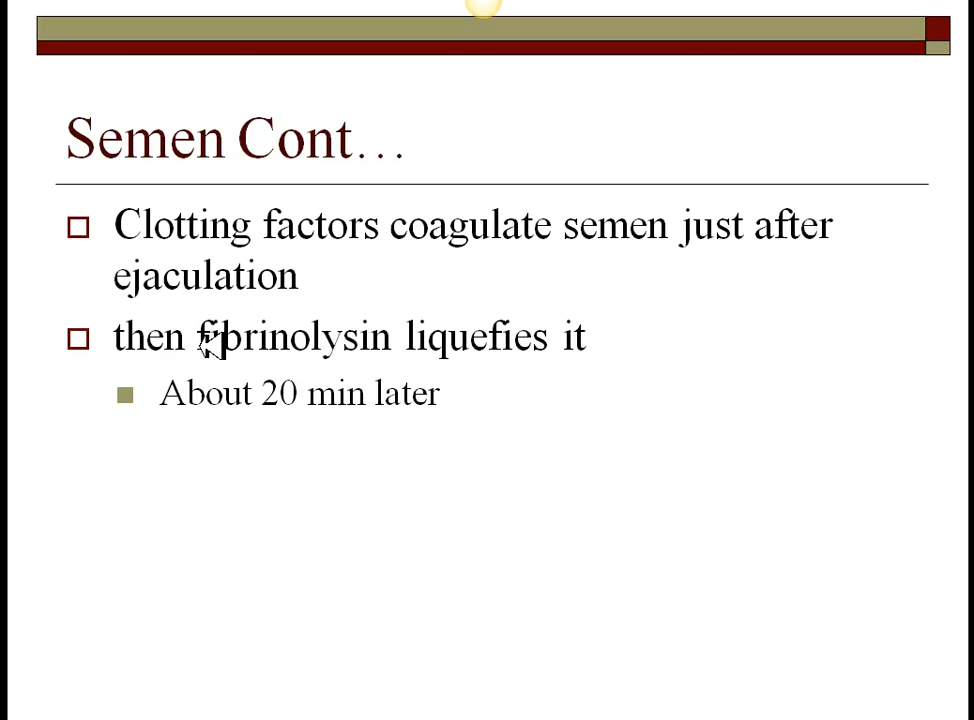 Semen Cont…
Clotting factors coagulate semen just after
ejaculation
then fibrinolysin liquefies it
About 20 min later